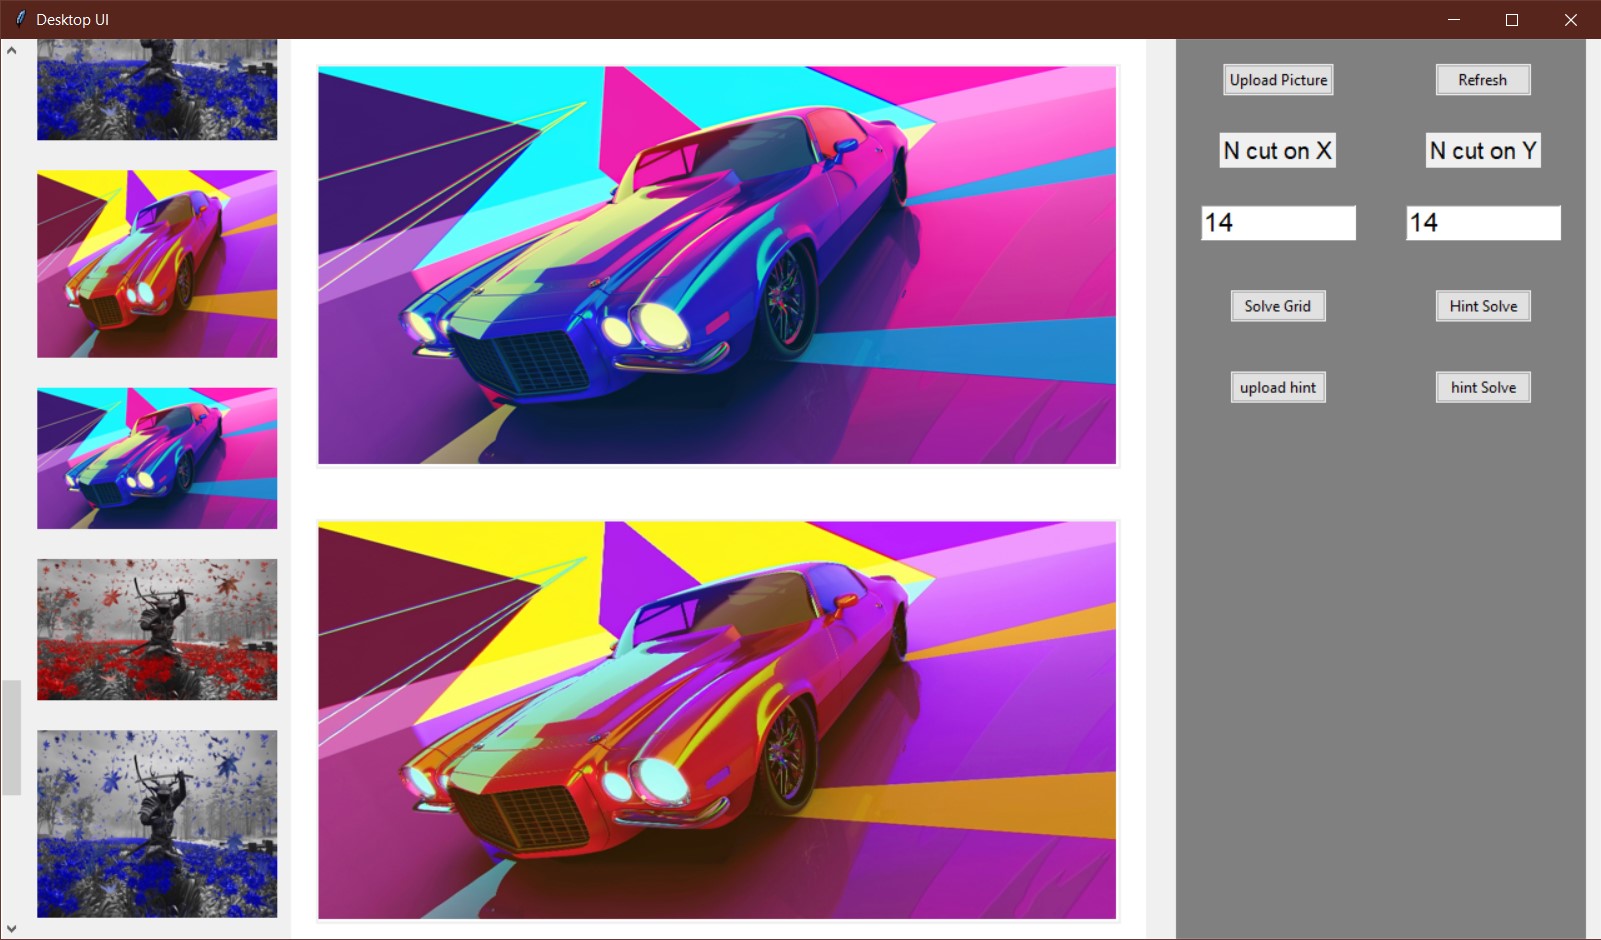 Desktop UI
Upload Picture
Refresh
N cut on X
N cut on Y
14
14
Solve Grid
Hint Solve
upload hint
hint Solve